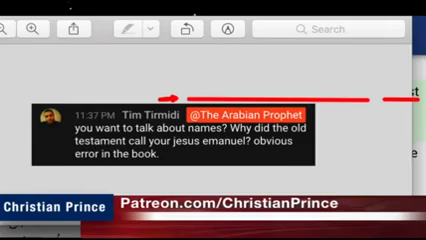 Search
11:37 PM Tim Tirmidi @The Arabian Prophet
you want to talk about names? Why did the old
testament call your jesus emanuel? obvious
error in the book.
Christian Prince
Patreon.com/ChristianPrince